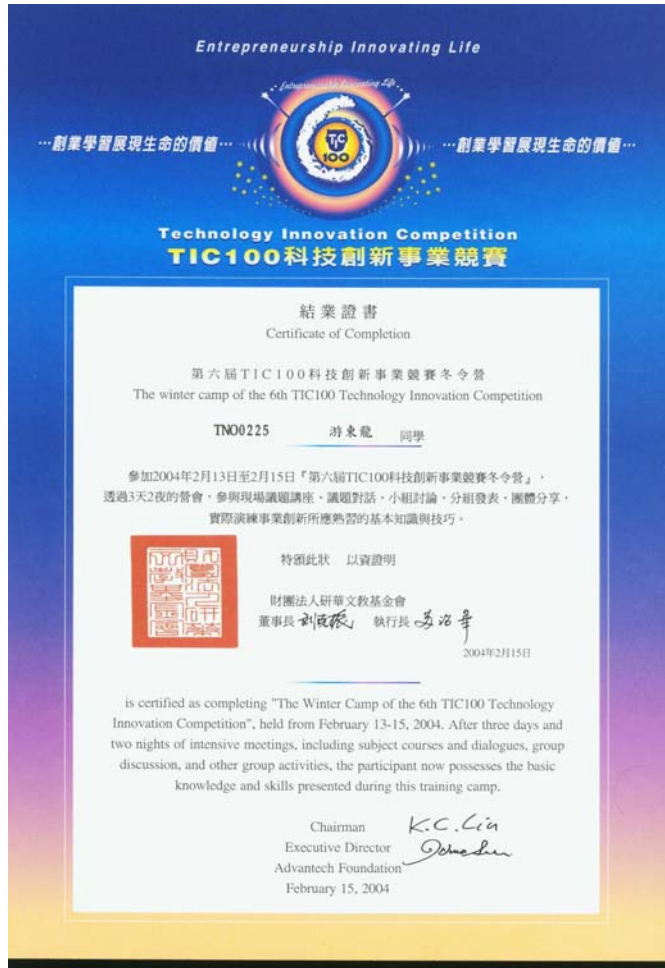 Entrepreneurship Innovating Life
Entrepreneurship Innovating Life
TIC
100
…創業學習展現生命的價值…
…創業學習展現生命的價值…
Technology Innovation Competition
TIC100科技創新事業競賽
結業證書
Certificate of Completion
第六屆TIC100科技創新事業競賽冬令營
The winter camp of the 6th TIC100 Technology Innovation Competition
TN00225 游東龍 同學
參加2004年2月13日至2月15日『第六屆TIC100科技創新事業競賽冬令營』，
透過3天2夜的營會，參與現場議題講座、議題對話、小組討論、分組發表、團體分享，
實際演練事業創新所應熟習的基本知識與技巧。
特頒此狀 以資證明
財團法人研華文教基金會
董事長 執行長
2004年2月15日
is certified as completing "The Winter Camp of the 6th TIC100 Technology
Innovation Competition", held from February 13-15, 2004. After three days and
two nights of intensive meetings, including subject courses and dialogues, group
discussion, and other group activities, the participant now possesses the basic
knowledge and skills presented during this training camp.
Chairman K.C.Liu
Executive Director
Advantech Foundation
February 15, 2004